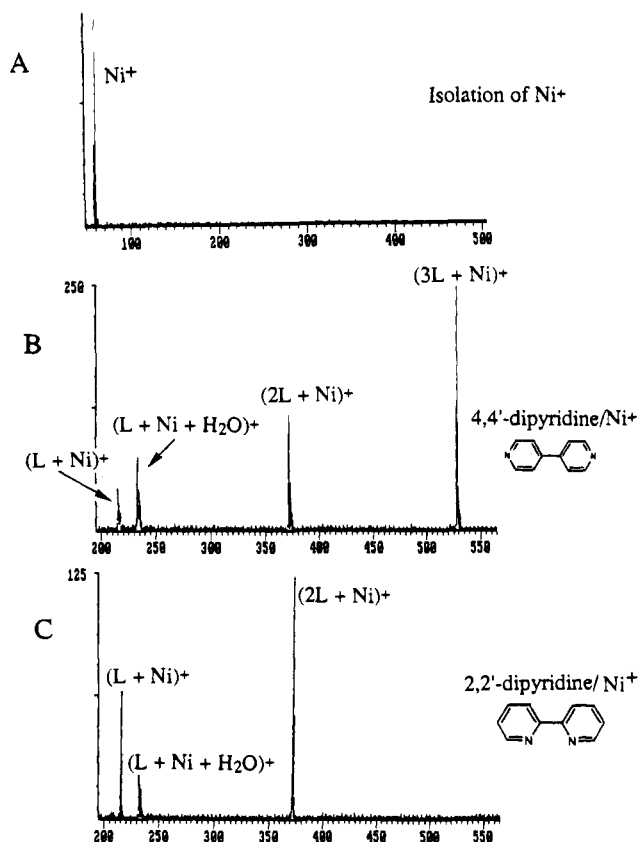 A
Ni+
Isolation of Ni+
100 200 300 400 500
250
B
(3L + Ni)+
(2L + Ni)+
(L + Ni + H2O)+
(L + Ni)+
4,4'-dipyridine/Ni+
N N
200 250 300 350 400 450 500 550
125
C
(2L + Ni)+
(L + Ni)+
(L + Ni + H2O)+
2,2'-dipyridine/ Ni+
N N
200 250 300 350 400 450 500 550